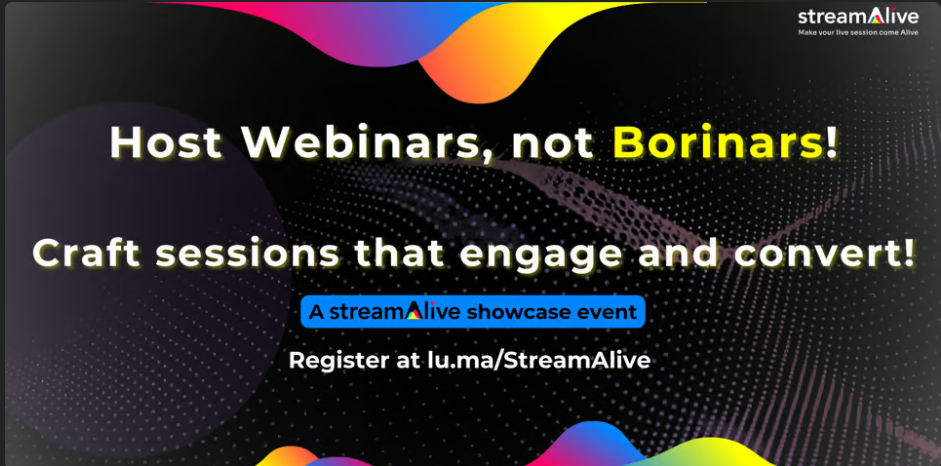 streamAlive
Make your live session come Alive
Host Webinars, not Borinars!
Craft sessions that engage and convert!
A streamAlive showcase event
Register at lu.ma/StreamAlive